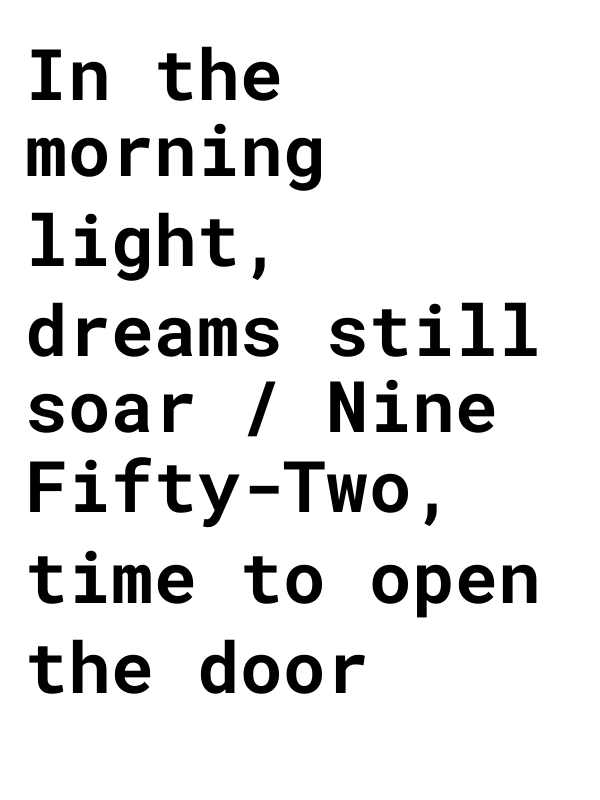 In the
morning
light,
dreams still
soar / Nine
Fifty-Two,
time to open
the door